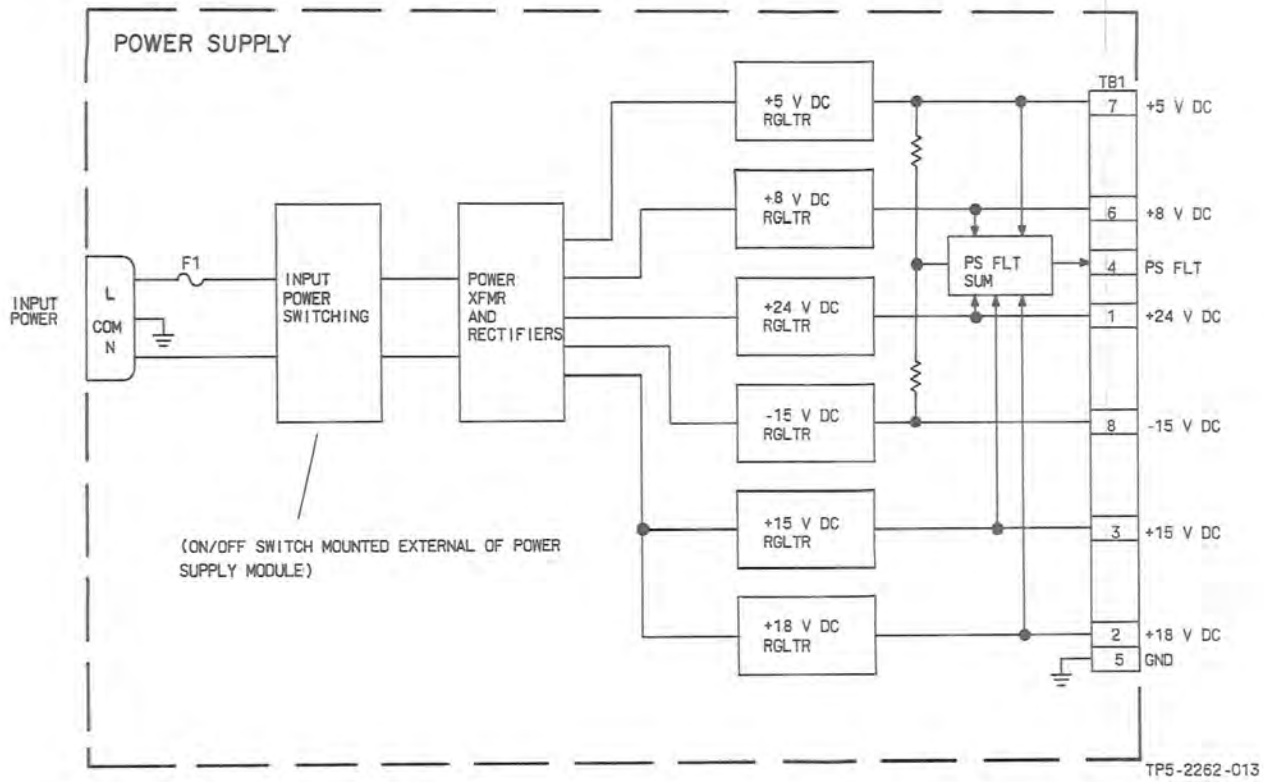 POWER SUPPLY
INPUT
POWER
L
COM
N
F1
INPUT
POWER
SWITCHING
POWER
XFMR
AND
RECTIFIERS
(ON/OFF SWITCH MOUNTED EXTERNAL OF POWER
SUPPLY MODULE)
+5 V DC
RGLTR
+8 V DC
RGLTR
+24 V DC
RGLTR
-15 V DC
RGLTR
+15 V DC
RGLTR
+18 V DC
RGLTR
PS FLT
SUM
TB1
7 +5 V DC
6 +8 V DC
4 PS FLT
1 +24 V DC
8 -15 V DC
3 +15 V DC
2 +18 V DC
5 GND
TP5-2262-013